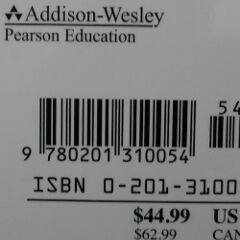 Addison-Wesley
Pearson Education
54
9 780201 310054
ISBN 0-201-3100
$44.99 US
$62.99 CAN